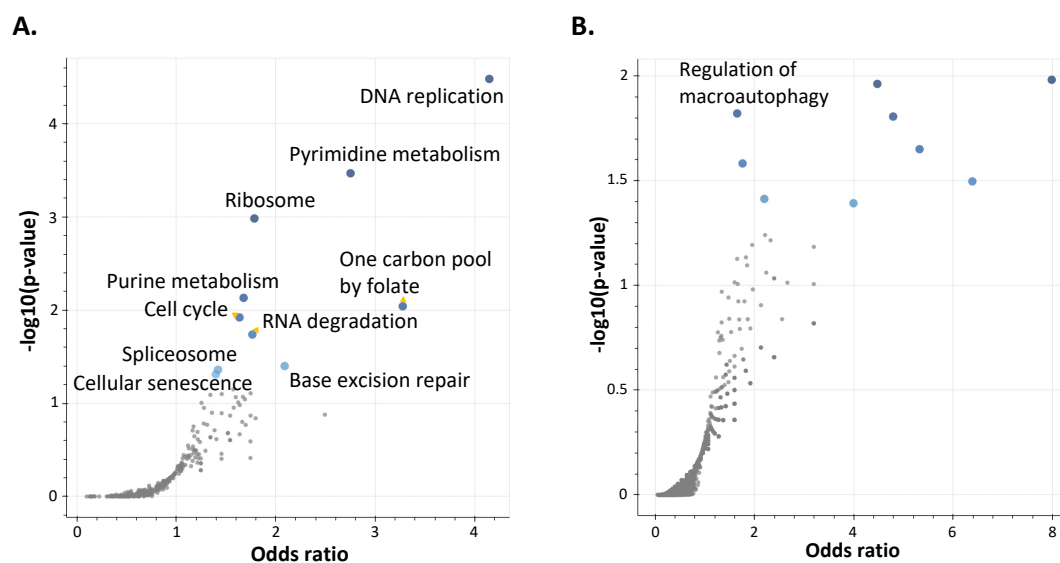 A.
DNA replication
Pyrimidine metabolism
Ribosome
One carbon pool
by folate
Purine metabolism
Cell cycle
RNA degradation
Spliceosome
Cellular senescence
Base excision repair
-log10(p-value)
4
3
2
1
0
0 1 2 3 4
Odds ratio
B.
Regulation of
macroautophagy
-log10(p-value)
2
1.5
1
0.5
0
0 2 4 6 8
Odds ratio